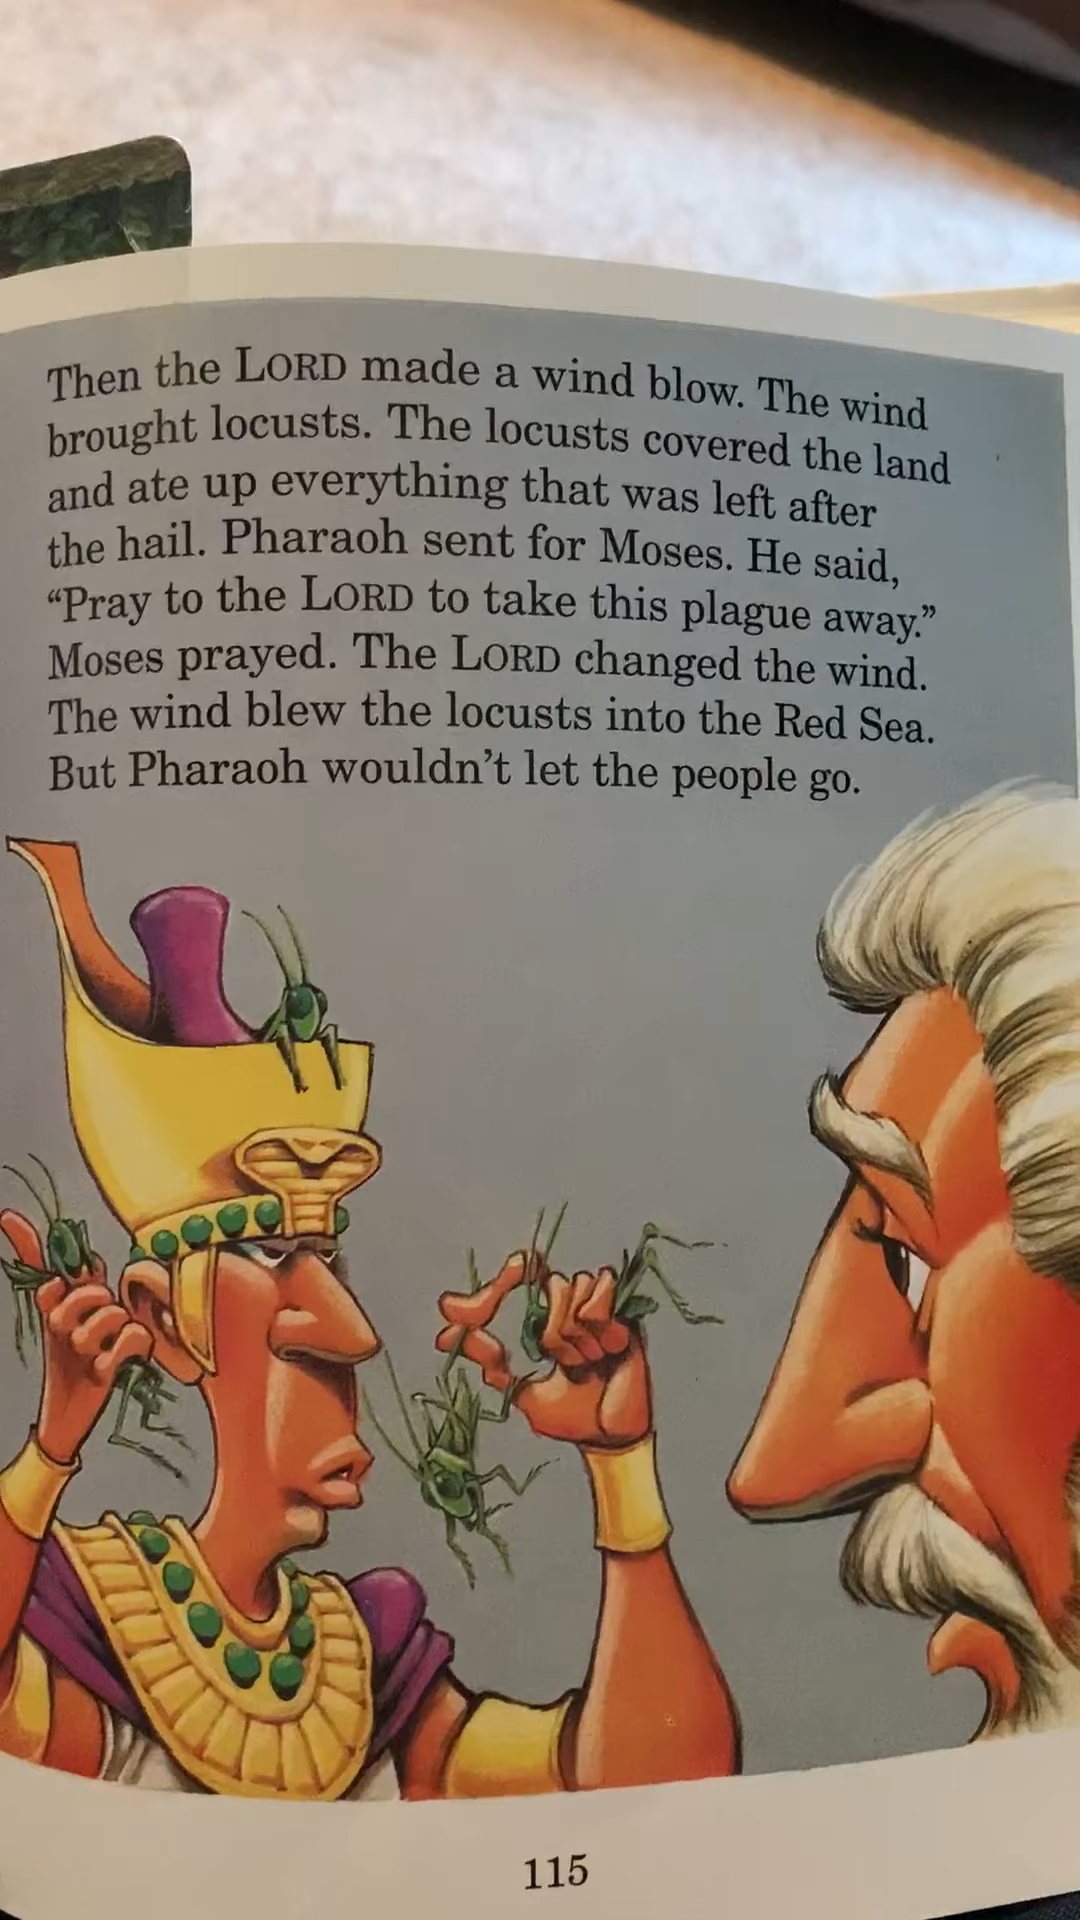 Then the LORD made a wind blow. The wind
brought locusts. The locusts covered the land
and ate up everything that was left after
the hail. Pharaoh sent for Moses. He said,
“Pray to the LORD to take this plague away.”
Moses prayed. The LORD changed the wind.
The wind blew the locusts into the Red Sea.
But Pharaoh wouldn’t let the people go.
115